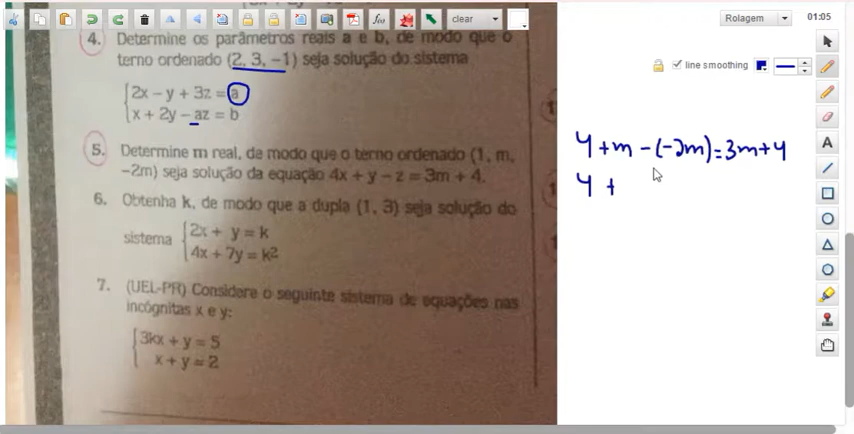 clear
Rolagem
01:05
line smoothing
4. Determine os parâmetros reais a e b, de modo que o
terno ordenado (2, 3, -1) seja solução do sistema
2x - y + 3z = a
x + 2y - az = b
5. Determine m real, de modo que o terno ordenado (1, m,
-2m) seja solução da equação 4x + y - z = 3m + 4.
6. Obtenha k, de modo que a dupla (1, 3) seja solução do
sistema { 2x + y = k
4x + 7y = k²
7. (UEL-PR) Considere o seguinte sistema de equações nas
incógnitas x e y:
3kx + y = 5
x + y = 2
4 + m - (-2m) = 3m + 4
4 +